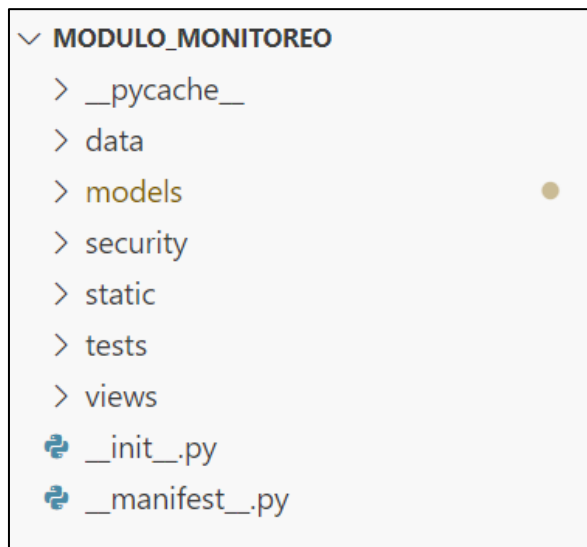 MODULO_MONITOREO
__pycache__
data
models
security
static
tests
views
__init__.py
__manifest__.py